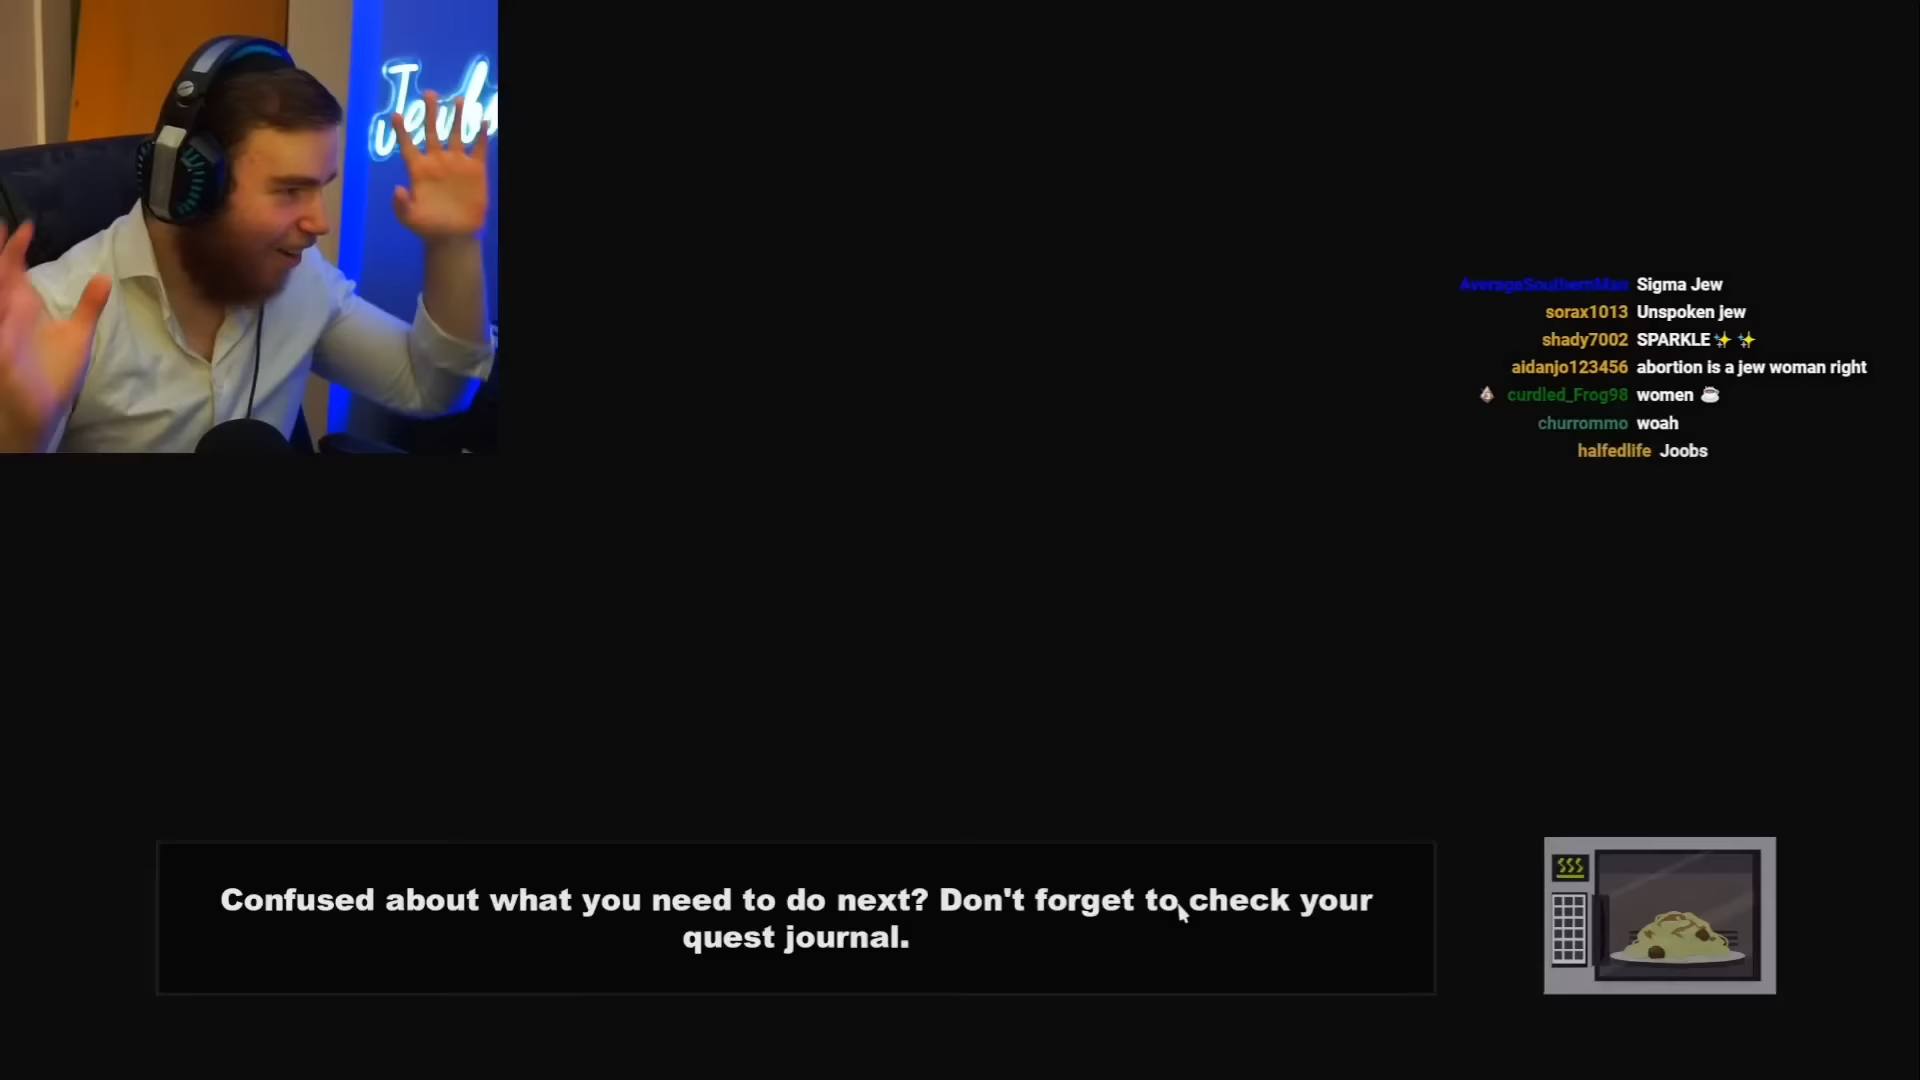 AverageSouthernMan Sigma Jew
sorax1013 Unspoken jew
shady7002 SPARKLE✨ ✨
aidanjo123456 abortion is a jew woman right
curdled_Frog98 women ☕
churrommo woah
halfedlife Joobs
Confused about what you need to do next? Don't forget to check your
quest journal.